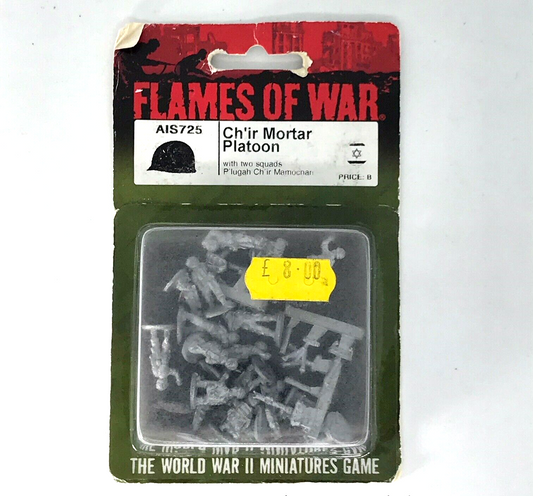 FLAMES OF WAR
AIS725
Ch'ir Mortar
Platoon
with two squads
P'lugah Ch'ir Mamochan
PRICE: B
£ 8.00
THE WORLD WAR II MINIATURES GAME